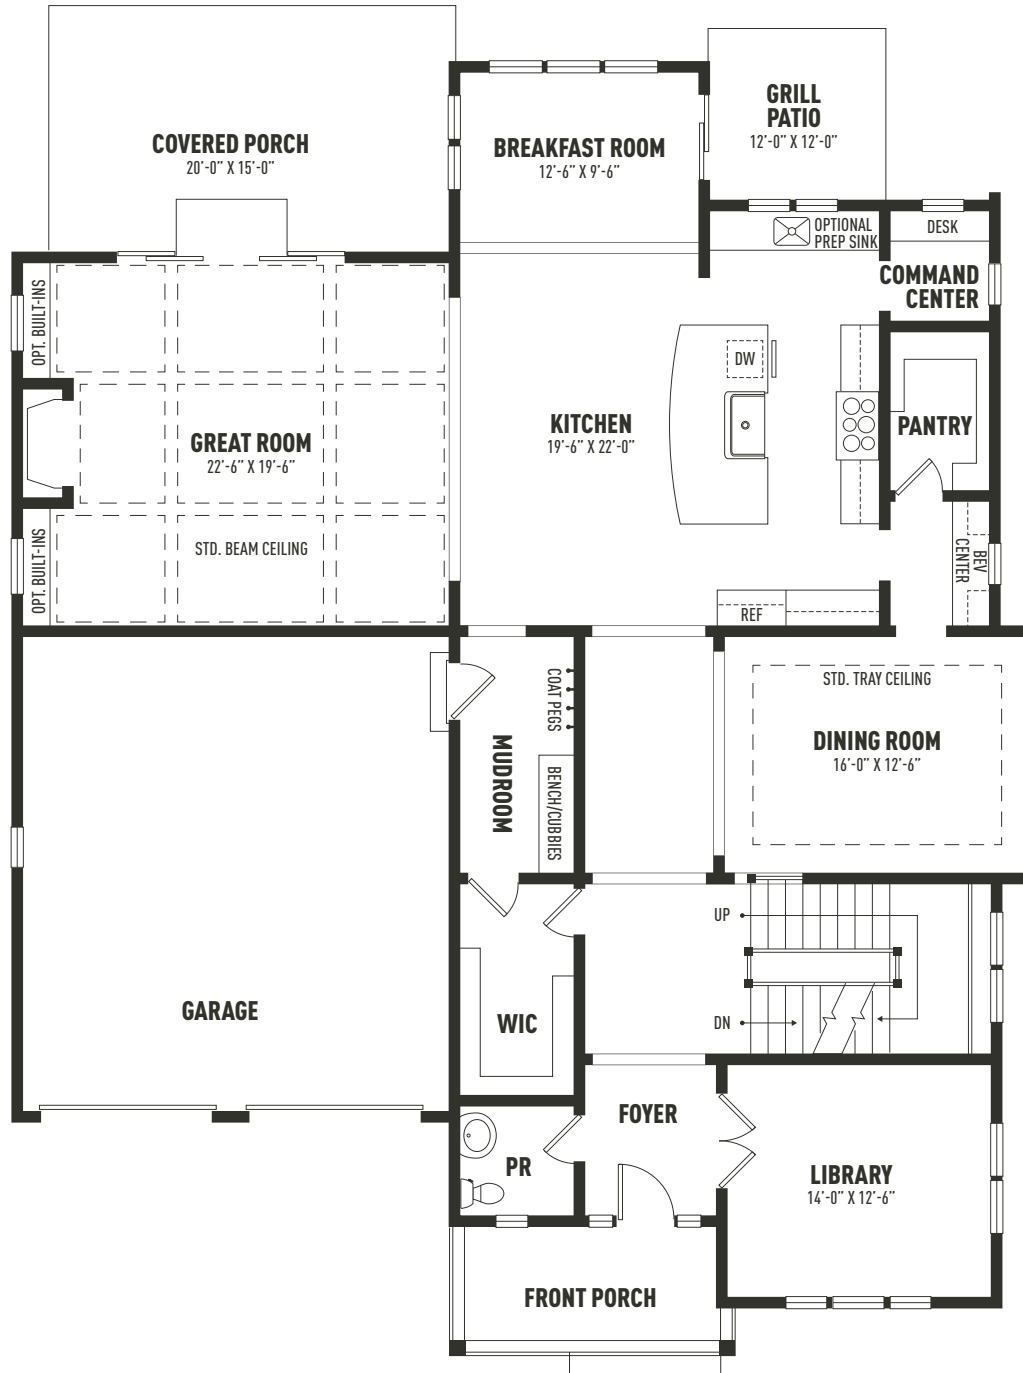 GRILL
PATIO
12'-0" X 12'-0"
COVERED PORCH
20'-0" X 15'-0"
BREAKFAST ROOM
12'-6" X 9'-6"
OPTIONAL
PREP SINK
DESK
COMMAND
CENTER
OPT. BUILT-INS
DW
KITCHEN
19'-6" X 22'-0"
PANTRY
GREAT ROOM
22'-6" X 19'-6"
STD. BEAM CEILING
OPT. BUILT-INS
BEV
CENTER
REF
COAT PEGS
STD. TRAY CEILING
DINING ROOM
16'-0" X 12'-6"
MUDROOM
BENCH/CUBBIES
UP
GARAGE
WIC
DN
FOYER
PR
LIBRARY
14'-0" X 12'-6"
FRONT PORCH